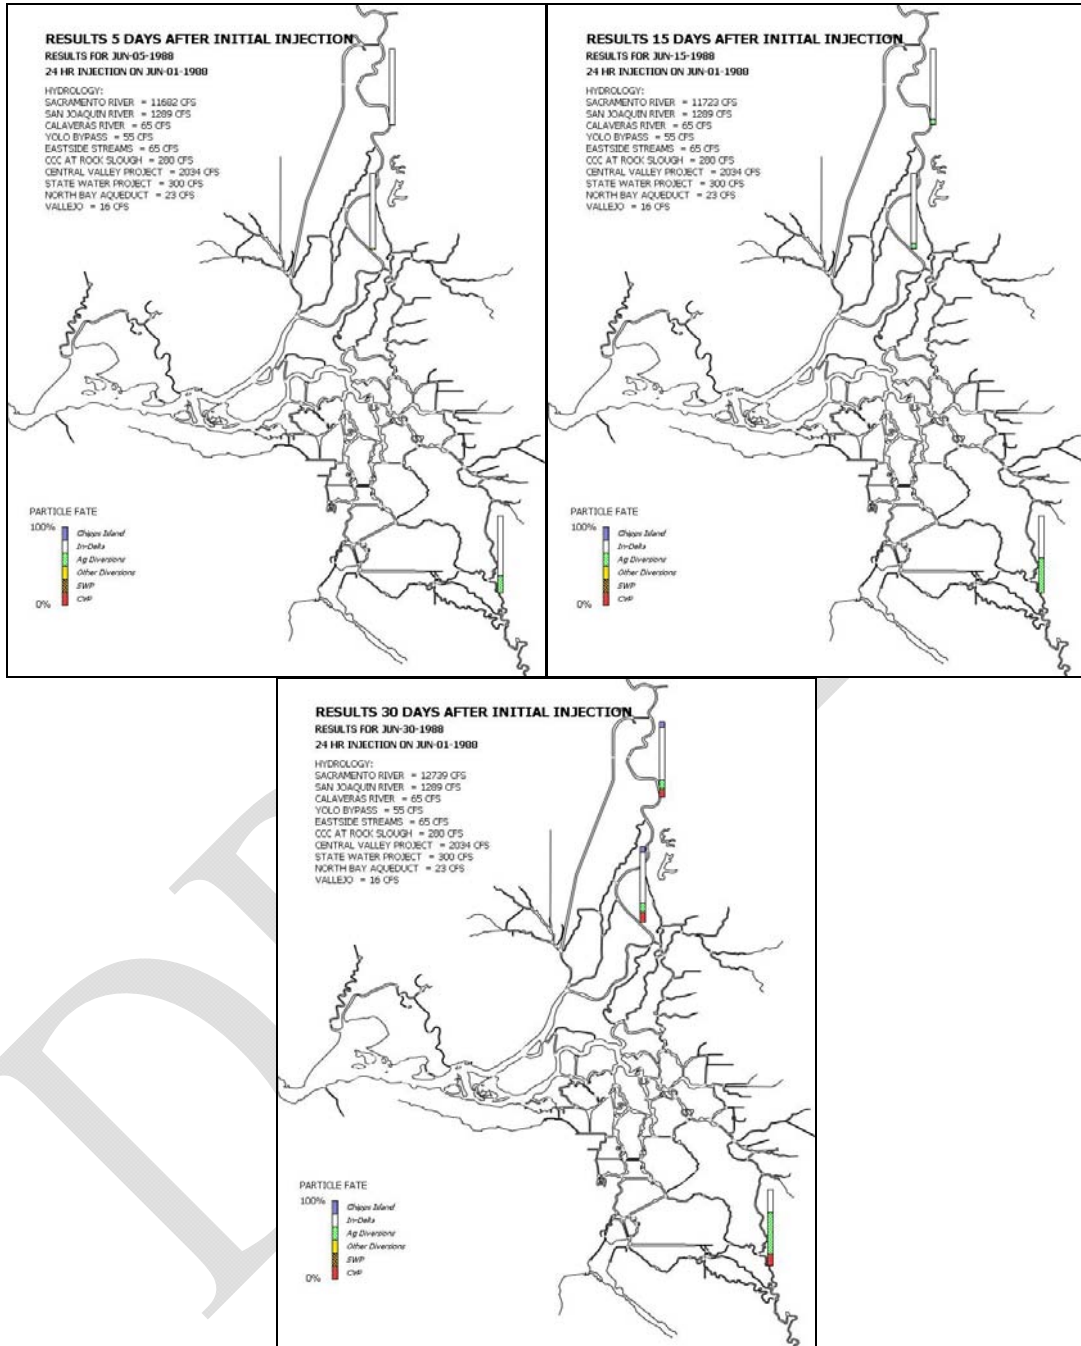 RESULTS 5 DAYS AFTER INITIAL INJECTION
RESULTS FOR JUN-05-1988
24 HR INJECTION ON JUN-01-1988
HYDROLOGY:
SACRAMENTO RIVER = 11682 CFS
SAN JOAQUIN RIVER = 1289 CFS
CALAVERAS RIVER = 65 CFS
YOLO BYPASS = 55 CFS
EASTSIDE STREAMS = 65 CFS
CCC AT ROCK SLOUGH = 280 CFS
CENTRAL VALLEY PROJECT = 2034 CFS
STATE WATER PROJECT = 300 CFS
NORTH BAY AQUEDUCT = 23 CFS
VALLEJO = 16 CFS
PARTICLE FATE
100%
Chipps Island
In-Delta
Ag Diversions
Other Diversions
SWP
CVP
0%
RESULTS 15 DAYS AFTER INITIAL INJECTION
RESULTS FOR JUN-15-1988
24 HR INJECTION ON JUN-01-1988
HYDROLOGY:
SACRAMENTO RIVER = 11723 CFS
SAN JOAQUIN RIVER = 1289 CFS
CALAVERAS RIVER = 65 CFS
YOLO BYPASS = 55 CFS
EASTSIDE STREAMS = 65 CFS
CCC AT ROCK SLOUGH = 280 CFS
CENTRAL VALLEY PROJECT = 2034 CFS
STATE WATER PROJECT = 300 CFS
NORTH BAY AQUEDUCT = 23 CFS
VALLEJO = 16 CFS
PARTICLE FATE
100%
Chipps Island
In-Delta
Ag Diversions
Other Diversions
SWP
CVP
0%
RESULTS 30 DAYS AFTER INITIAL INJECTION
RESULTS FOR JUN-30-1988
24 HR INJECTION ON JUN-01-1988
HYDROLOGY:
SACRAMENTO RIVER = 12739 CFS
SAN JOAQUIN RIVER = 1289 CFS
CALAVERAS RIVER = 65 CFS
YOLO BYPASS = 55 CFS
EASTSIDE STREAMS = 65 CFS
CCC AT ROCK SLOUGH = 280 CFS
CENTRAL VALLEY PROJECT = 2034 CFS
STATE WATER PROJECT = 300 CFS
NORTH BAY AQUEDUCT = 23 CFS
VALLEJO = 16 CFS
PARTICLE FATE
100%
Chipps Island
In-Delta
Ag Diversions
Other Diversions
SWP
CVP
0%